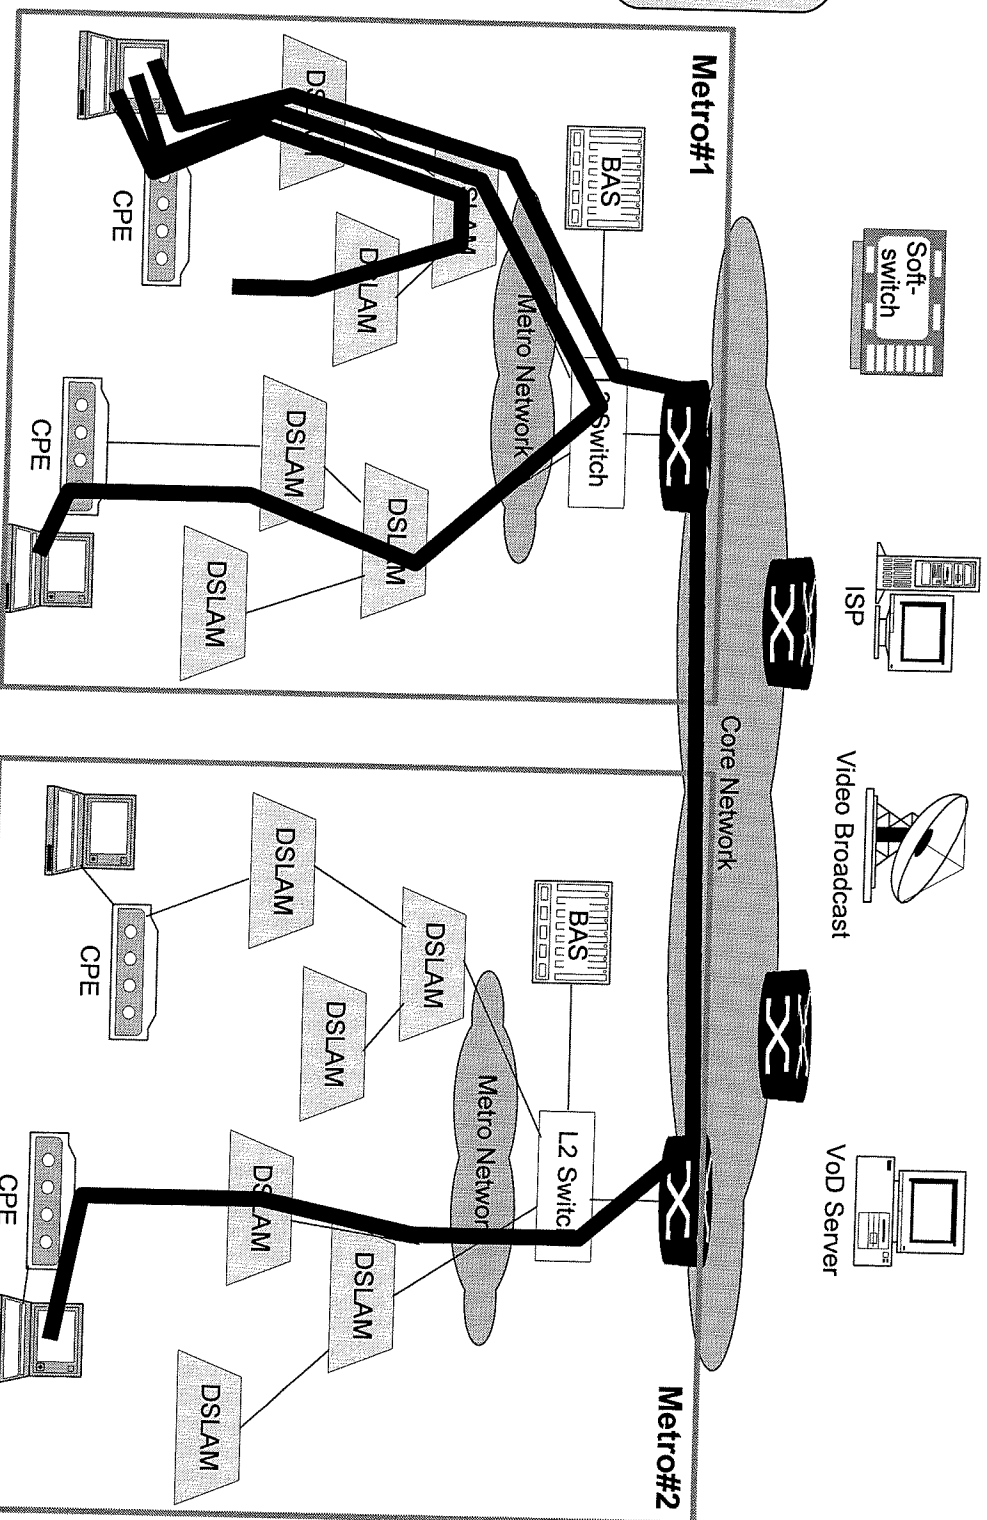 Soft-
switch
ISP
Video Broadcast
VoD Server
Core Network
Metro#1
Metro#2
BAS
Switch
Metro Network
DSLAM
DSLAM
DSLAM
DSLAM
DSLAM
CPE
CPE
BAS
L2 Switc
Metro Networ
DSLAM
DSLAM
DSLAM
DSLAM
DSLAM
DSLAM
CPE
CPE